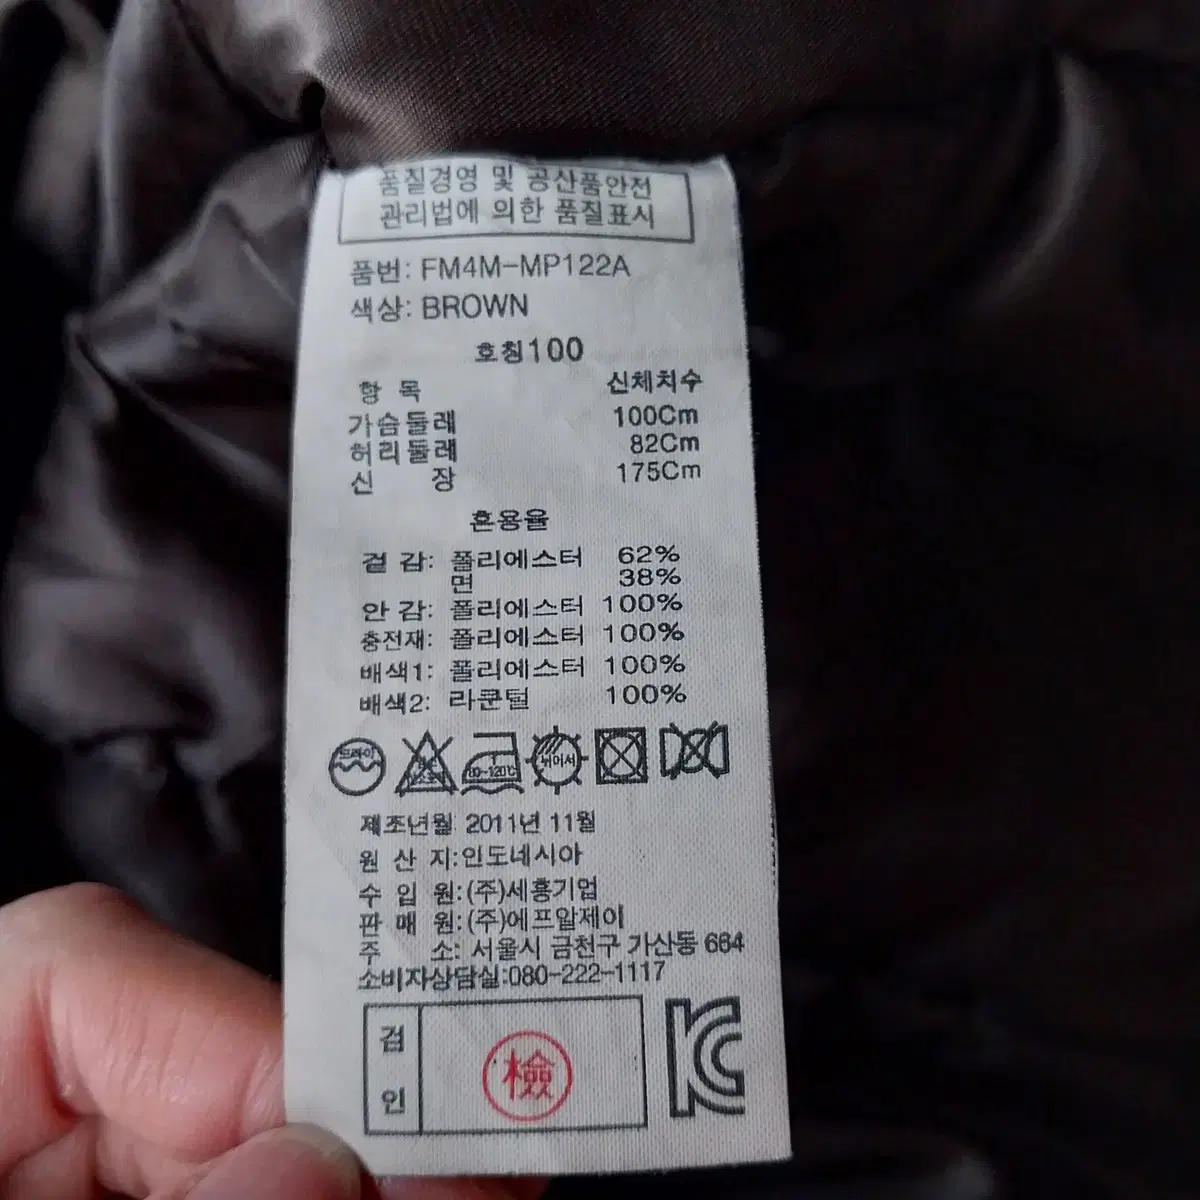 품질경영 및 공산품안전
관리법에 의한 품질표시
품번: FM4M-MP122A
색상: BROWN
호칭100
항 목 신체치수
가슴둘레 100Cm
허리둘레 82Cm
신 장 175Cm
혼용율
겉 감: 폴리에스터 62%
면 38%
안 감: 폴리에스터 100%
충전재: 폴리에스터 100%
배색1: 폴리에스터 100%
배색2: 라쿤털 100%
드라이 80~120℃ 뉘어서
제조년월 2011년 11월
원 산 지:인도네시아
수 입 원:(주)세흥기업
판 매 원:(주)에프알제이
주 소: 서울시 금천구 가산동 664
소비자상담실:080-222-1117
검
인
檢
KC